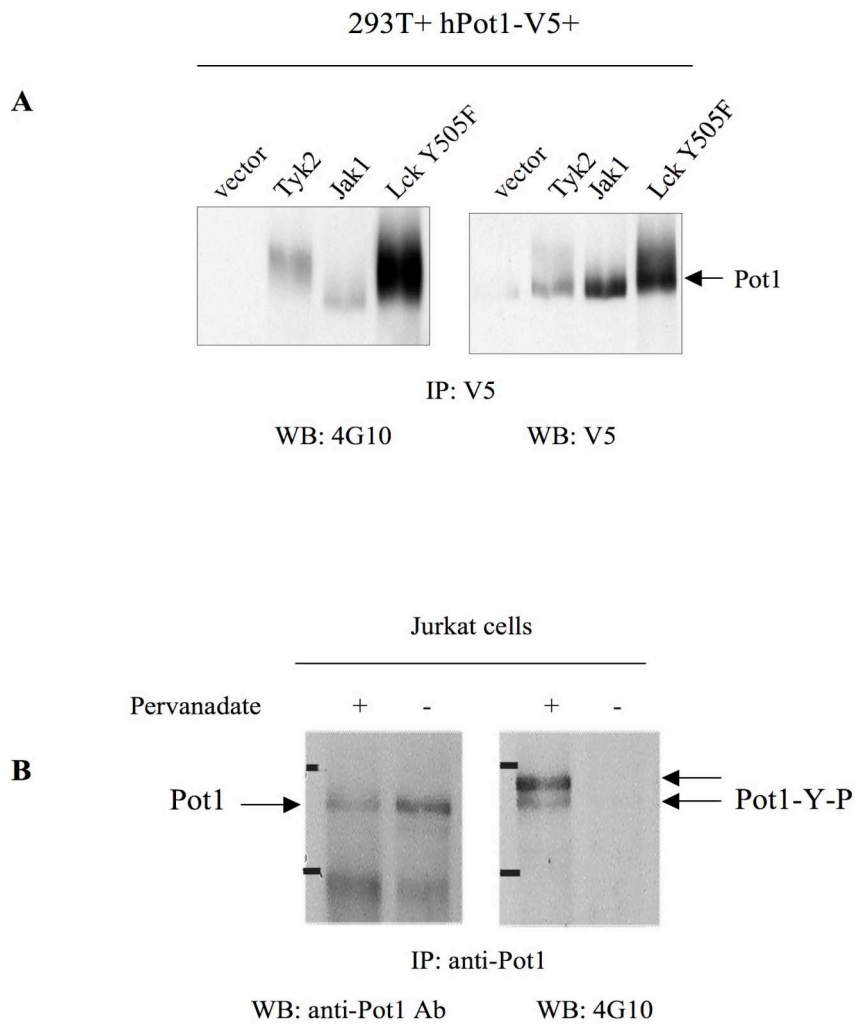 293T+ hPot1-V5+
A
vector Tyk2 Jak1 Lck Y505F
vector Tyk2 Jak1 Lck Y505F
Pot1
IP: V5
WB: 4G10 WB: V5
Jurkat cells
Pervanadate + - + -
B
Pot1
Pot1-Y-P
IP: anti-Pot1
WB: anti-Pot1 Ab WB: 4G10